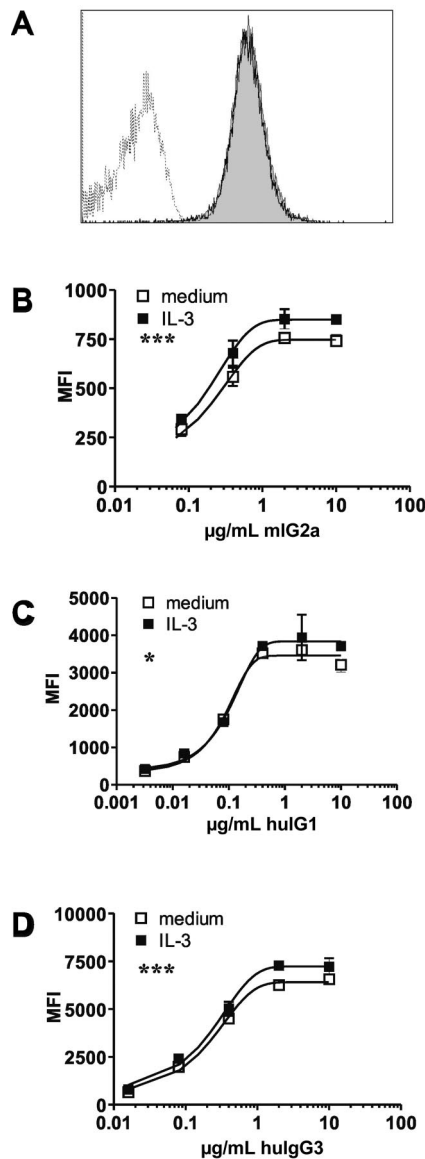 A
B
1000
750
500
250
0
MFI
medium
IL-3
***
0.01 0.1 1 10 100
µg/mL mIG2a
C
5000
4000
3000
2000
1000
0
MFI
medium
IL-3
*
0.001 0.01 0.1 1 10 100
µg/mL huIG1
D
10000
7500
5000
2500
0
MFI
medium
IL-3
***
0.01 0.1 1 10 100
µg/mL huIgG3